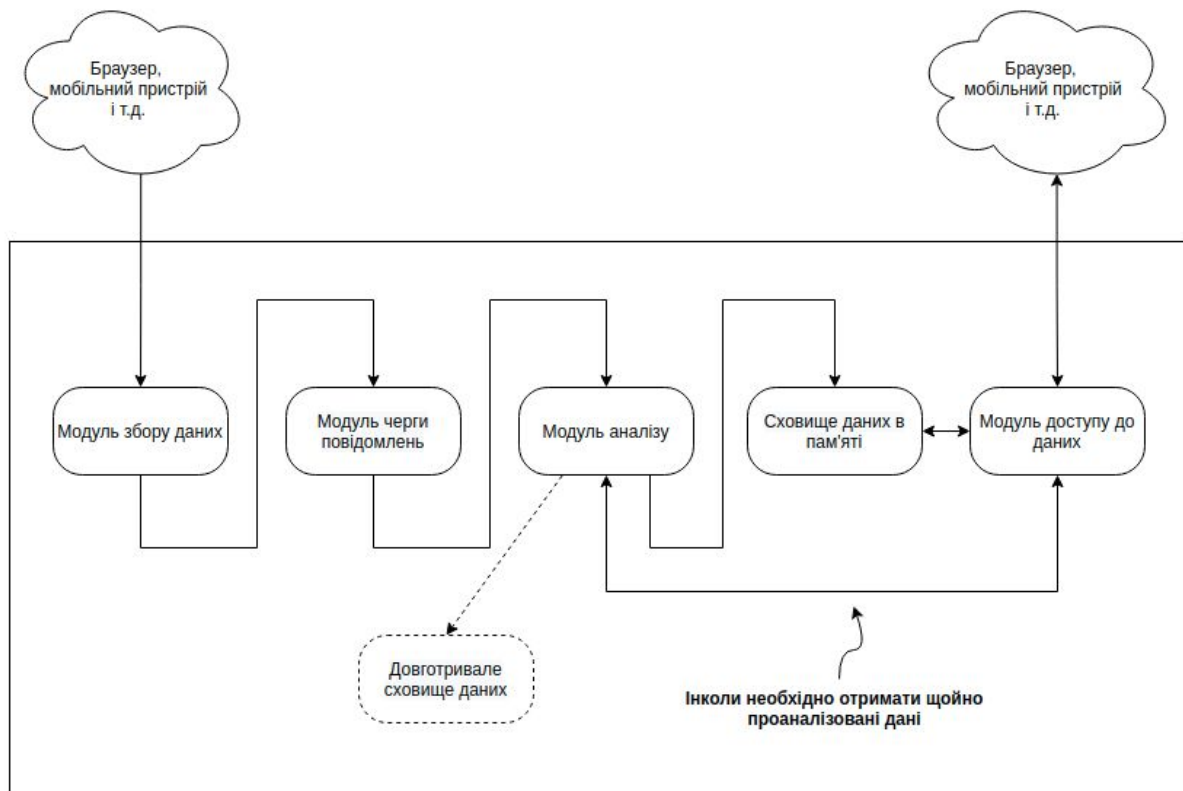 Браузер,
мобільний пристрій
і т.д.
Браузер,
мобільний пристрій
і т.д.
Модуль збору даних
Модуль черги
повідомлень
Модуль аналізу
Сховище даних в
пам'яті
Модуль доступу до
даних
Довготривале
сховище даних
Інколи необхідно отримати щойно
проаналізовані дані